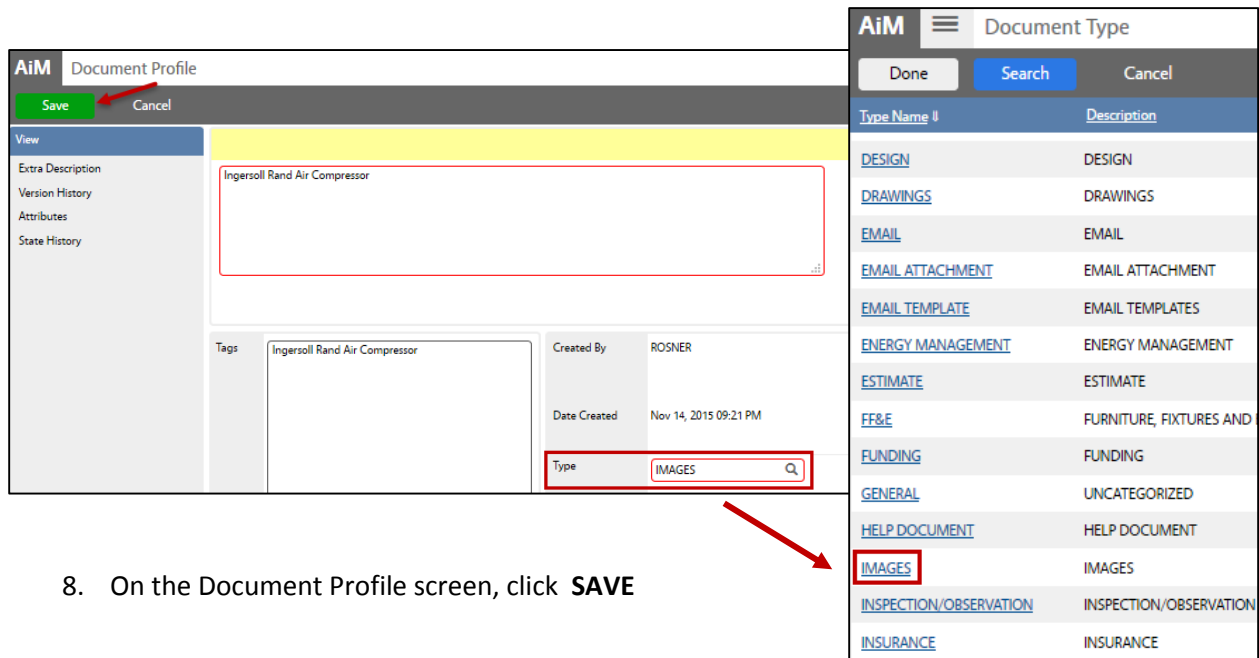 AiM Document Profile
Save Cancel
View
Extra Description
Version History
Attributes
State History
Ingersoll Rand Air Compressor
Tags Ingersoll Rand Air Compressor
Created By ROSNER
Date Created Nov 14, 2015 09:21 PM
Type IMAGES
8. On the Document Profile screen, click SAVE
AiM Document Type
Done Search Cancel
Type Name Description
DESIGN DESIGN
DRAWINGS DRAWINGS
EMAIL EMAIL
EMAIL ATTACHMENT EMAIL ATTACHMENT
EMAIL TEMPLATE EMAIL TEMPLATES
ENERGY MANAGEMENT ENERGY MANAGEMENT
ESTIMATE ESTIMATE
FF&E FURNITURE, FIXTURES AND
FUNDING FUNDING
GENERAL UNCATEGORIZED
HELP DOCUMENT HELP DOCUMENT
IMAGES IMAGES
INSPECTION/OBSERVATION INSPECTION/OBSERVATION
INSURANCE INSURANCE